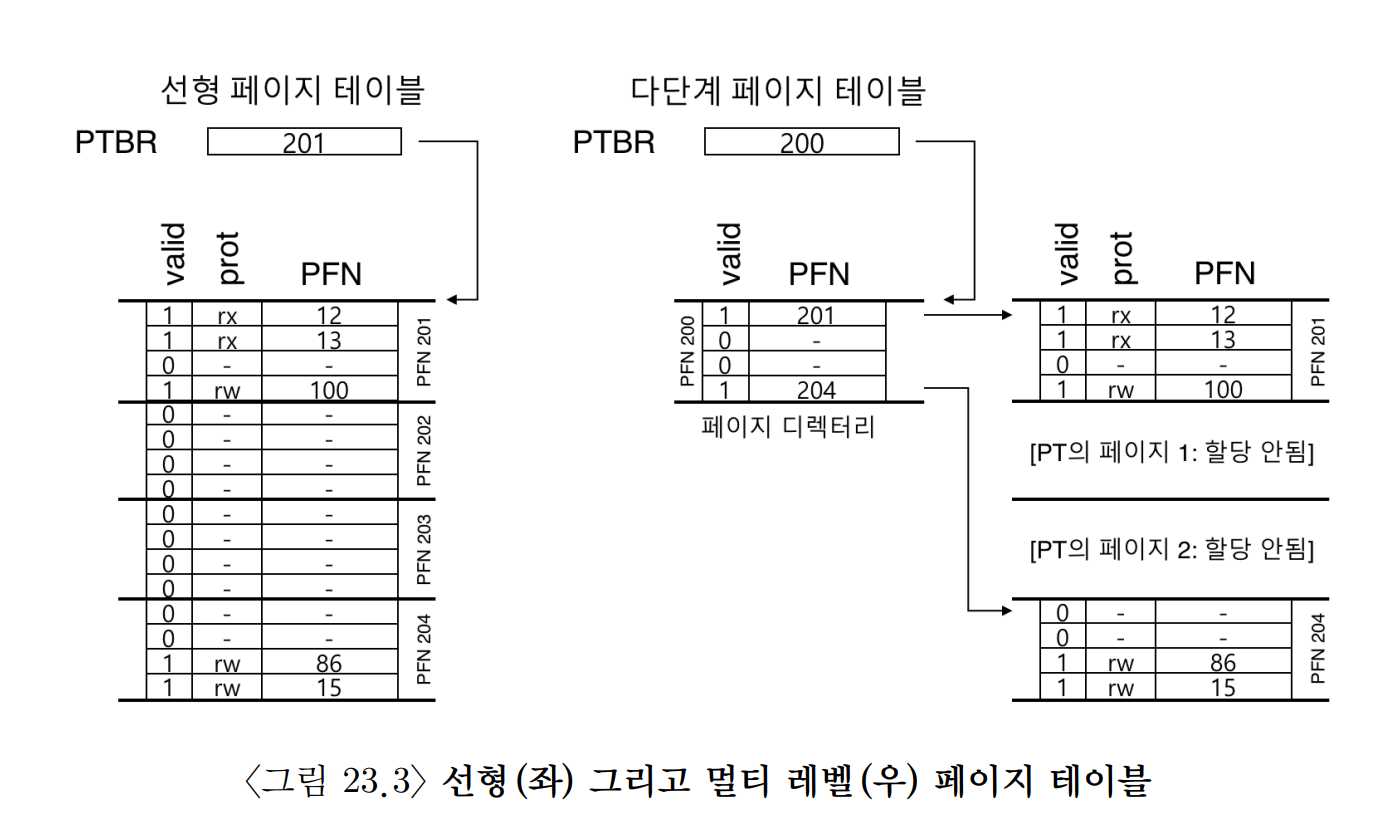 선형 페이지 테이블
PTBR 201
valid prot PFN
1 rx 12
1 rx 13
0 - -
1 rw 100
PFN 201
0 - -
0 - -
0 - -
0 - -
PFN 202
0 - -
0 - -
0 - -
0 - -
PFN 203
0 - -
0 - -
1 rw 86
1 rw 15
PFN 204
다단계 페이지 테이블
PTBR 200
valid PFN
PFN 200
1 201
0 -
0 -
1 204
페이지 디렉터리
valid prot PFN
1 rx 12
1 rx 13
0 - -
1 rw 100
PFN 201
[PT의 페이지 1: 할당 안됨]
[PT의 페이지 2: 할당 안됨]
0 - -
0 - -
1 rw 86
1 rw 15
PFN 204
〈그림 23.3〉 선형(좌) 그리고 멀티 레벨(우) 페이지 테이블